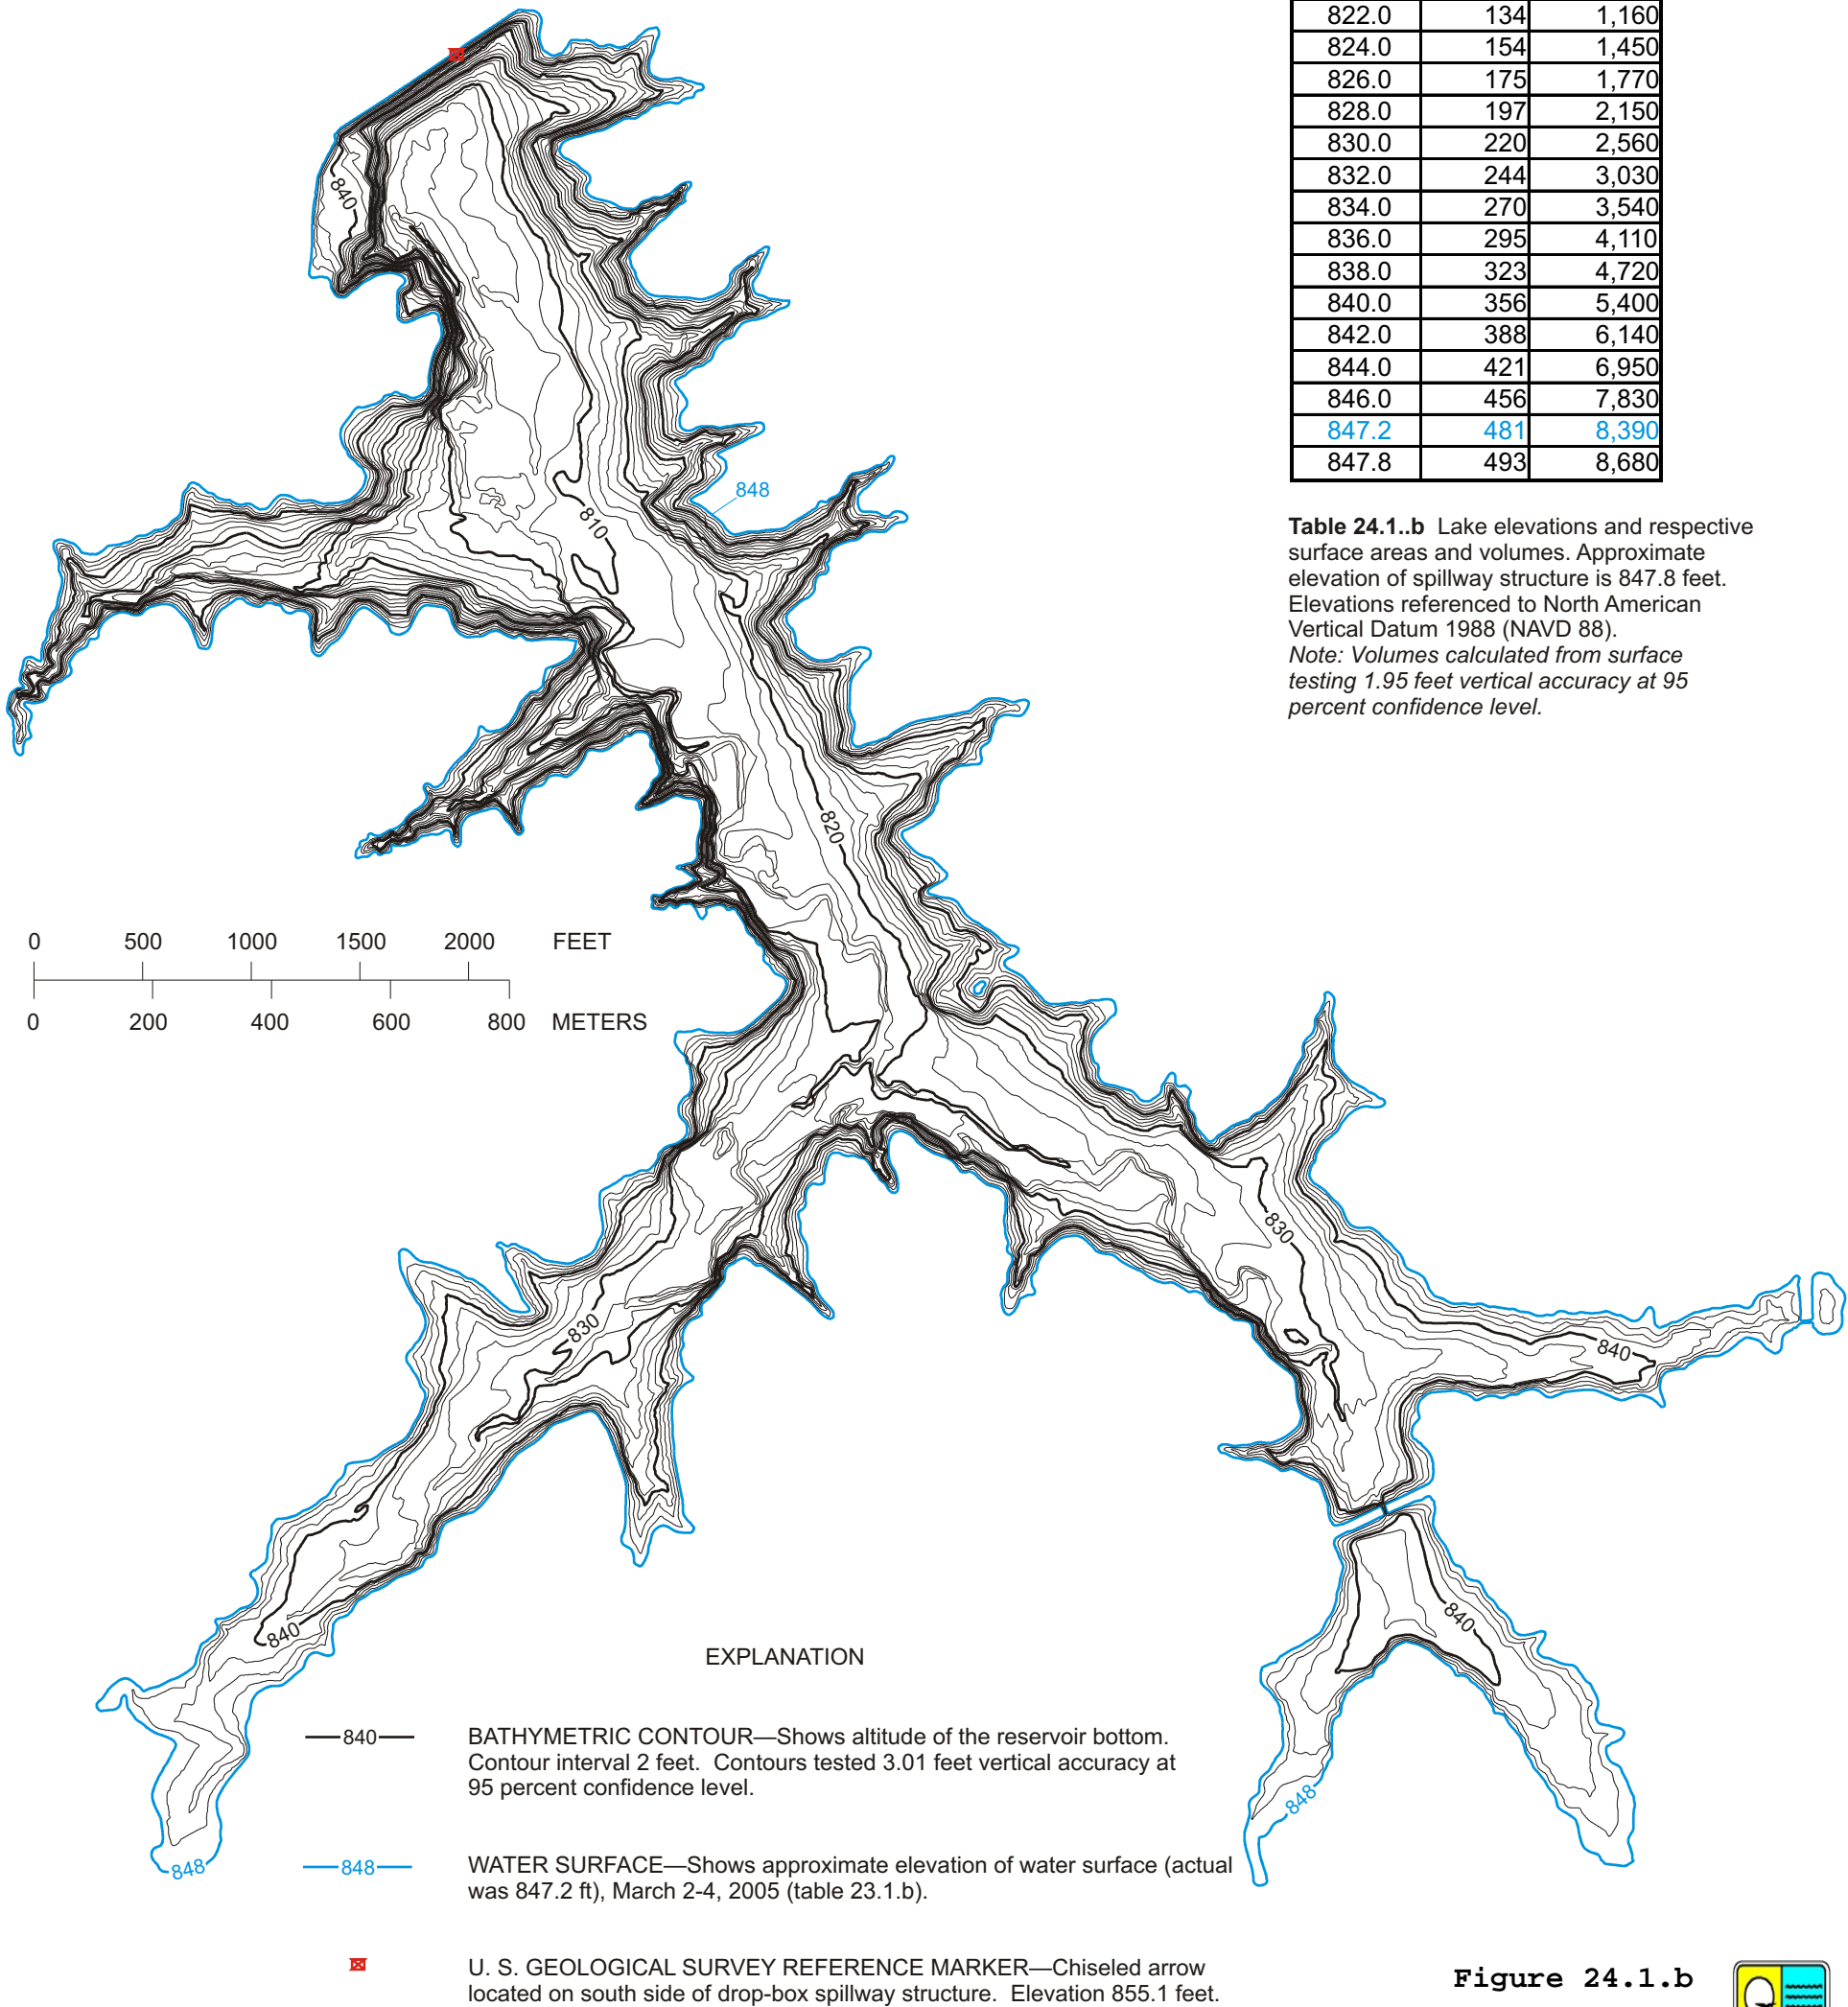 822.0 134 1,160
824.0 154 1,450
826.0 175 1,770
828.0 197 2,150
830.0 220 2,560
832.0 244 3,030
834.0 270 3,540
836.0 295 4,110
838.0 323 4,720
840.0 356 5,400
842.0 388 6,140
844.0 421 6,950
846.0 456 7,830
847.2 481 8,390
847.8 493 8,680
Table 24.1..b Lake elevations and respective
surface areas and volumes. Approximate
elevation of spillway structure is 847.8 feet.
Elevations referenced to North American
Vertical Datum 1988 (NAVD 88).
Note: Volumes calculated from surface
testing 1.95 feet vertical accuracy at 95
percent confidence level.
840
848
810
820
0 500 1000 1500 2000 FEET
0 200 400 600 800 METERS
830
830
840
840
840
848
848
EXPLANATION
840 BATHYMETRIC CONTOUR—Shows altitude of the reservoir bottom.
Contour interval 2 feet. Contours tested 3.01 feet vertical accuracy at
95 percent confidence level.
848 WATER SURFACE—Shows approximate elevation of water surface (actual
was 847.2 ft), March 2-4, 2005 (table 23.1.b).
U. S. GEOLOGICAL SURVEY REFERENCE MARKER—Chiseled arrow
located on south side of drop-box spillway structure. Elevation 855.1 feet.
Figure 24.1.b